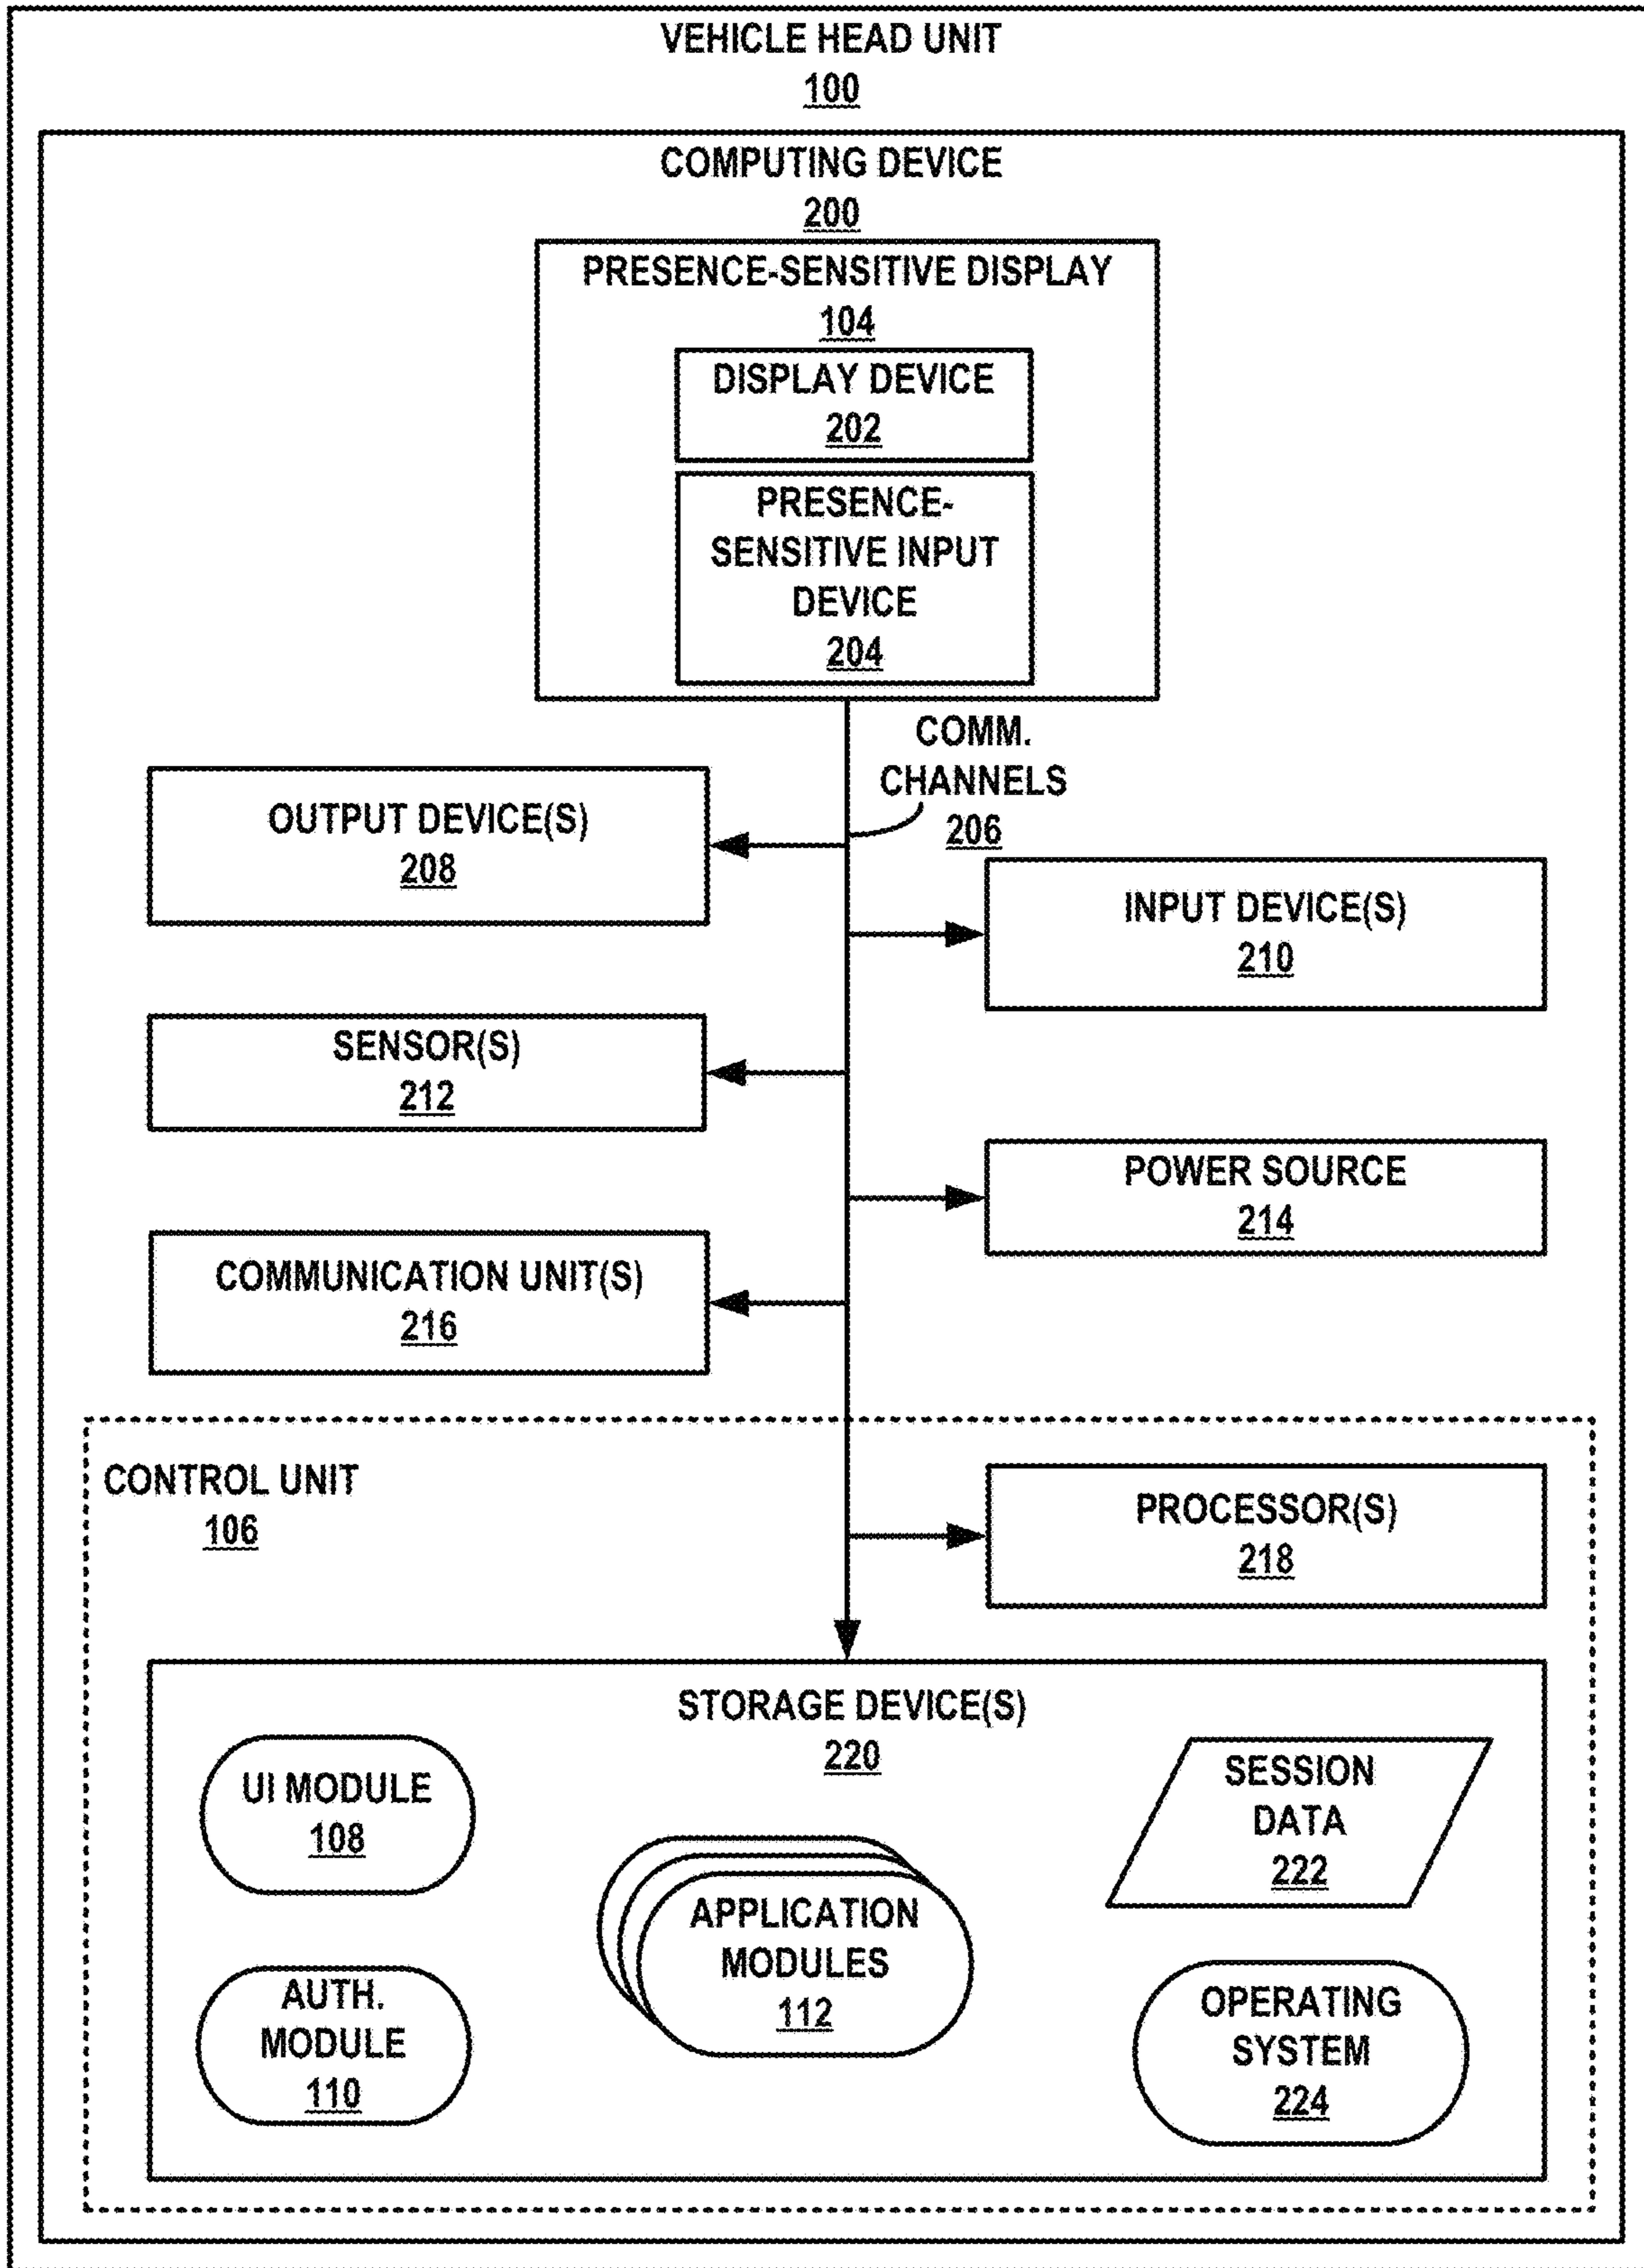 VEHICLE HEAD UNIT
100
COMPUTING DEVICE
200
PRESENCE-SENSITIVE DISPLAY
104
DISPLAY DEVICE
202
PRESENCE-
SENSITIVE INPUT
DEVICE
204
COMM.
CHANNELS
206
OUTPUT DEVICE(S)
208
INPUT DEVICE(S)
210
SENSOR(S)
212
POWER SOURCE
214
COMMUNICATION UNIT(S)
216
CONTROL UNIT
106
PROCESSOR(S)
218
STORAGE DEVICE(S)
220
UI MODULE
108
SESSION
DATA
222
APPLICATION
MODULES
112
AUTH.
MODULE
110
OPERATING
SYSTEM
224